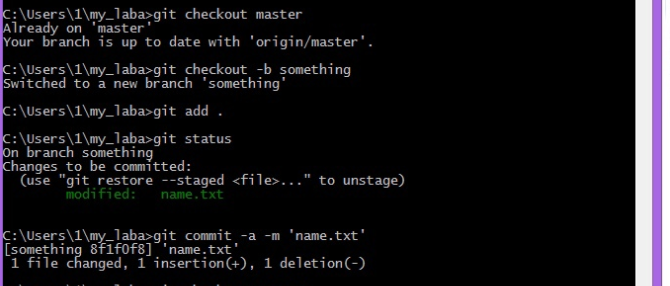 C:\Users\1\my_laba>git checkout master
Already on 'master'
Your branch is up to date with 'origin/master'.
C:\Users\1\my_laba>git checkout -b something
Switched to a new branch 'something'
C:\Users\1\my_laba>git add .
C:\Users\1\my_laba>git status
On branch something
Changes to be committed:
  (use "git restore --staged <file>..." to unstage)
        modified:   name.txt
C:\Users\1\my_laba>git commit -a -m 'name.txt'
[something 8f1f0f8] 'name.txt'
 1 file changed, 1 insertion(+), 1 deletion(-)